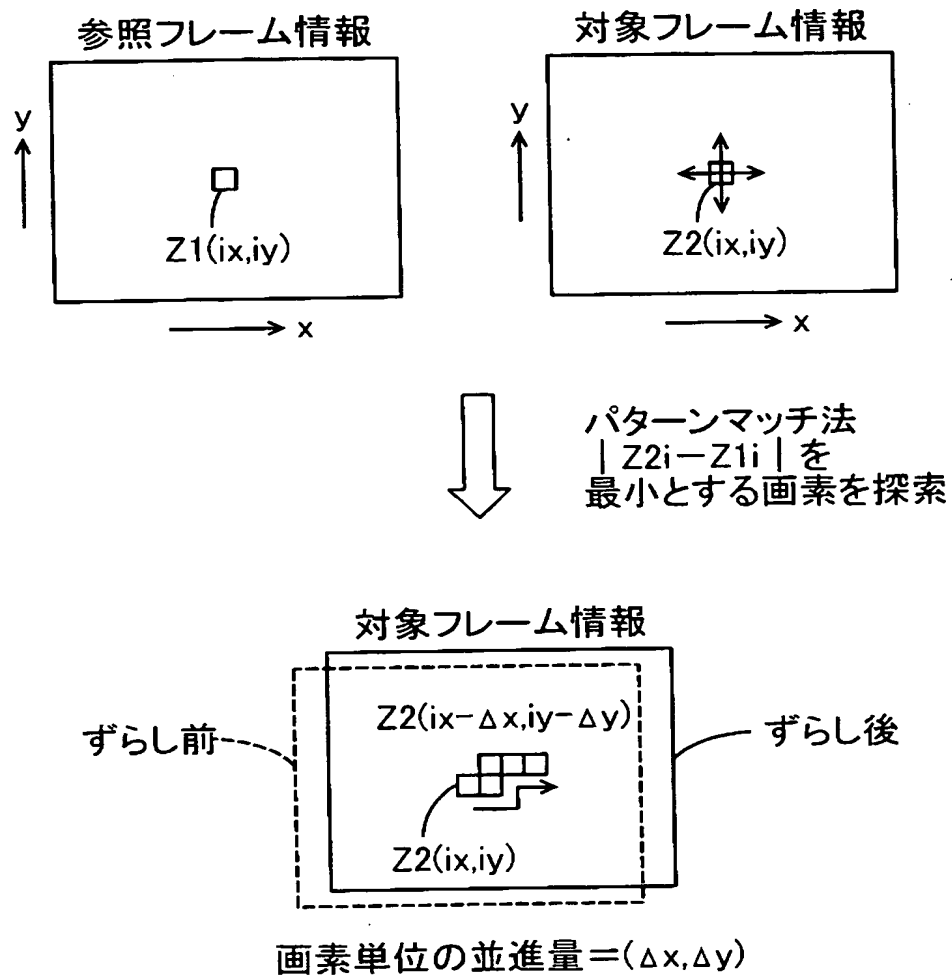 参照フレーム情報
対象フレーム情報
y
Z1(ix,iy)
x
y
Z2(ix,iy)
x
パターンマッチ法
| Z2i−Z1i | を
最小とする画素を探索
対象フレーム情報
Z2(ix−Δx,iy−Δy)
ずらし前
ずらし後
Z2(ix,iy)
画素単位の並進量=(Δx,Δy)